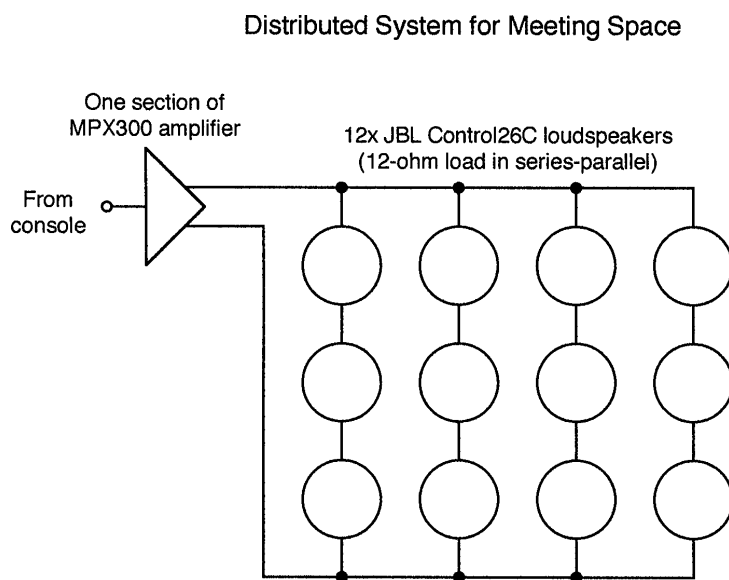 Distributed System for Meeting Space
One section of
MPX300 amplifier
12x JBL Control26C loudspeakers
(12-ohm load in series-parallel)
From
console